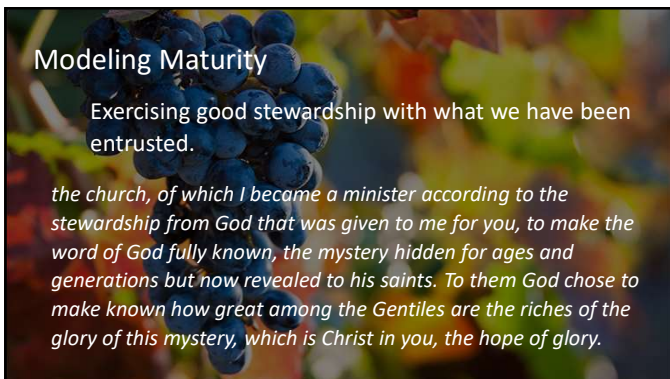 Modeling Maturity
Exercising good stewardship with what we have been
entrusted.
the church, of which I became a minister according to the
stewardship from God that was given to me for you, to make the
word of God fully known, the mystery hidden for ages and
generations but now revealed to his saints. To them God chose to
make known how great among the Gentiles are the riches of the
glory of this mystery, which is Christ in you, the hope of glory.